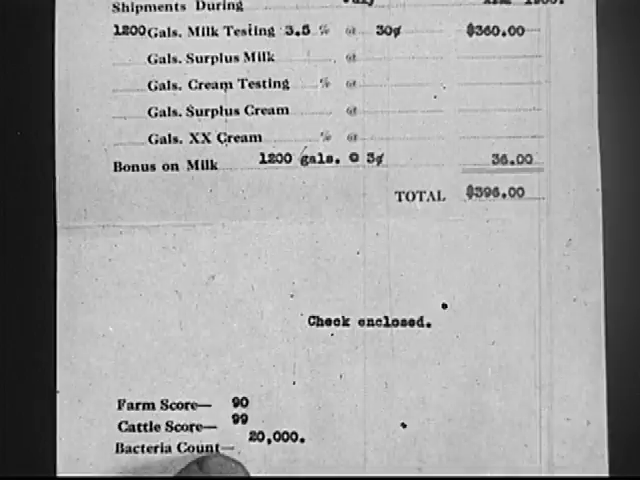 Shipments During
1200 Gals. Milk Testing 3.5 % @ 30¢ $360.00
Gals. Surplus Milk @
Gals. Cream Testing % @
Gals. Surplus Cream @
Gals. XX Cream % @
Bonus on Milk 1200 gals. @ 3¢ 36.00
TOTAL $396.00
Check enclosed.
Farm Score— 90
Cattle Score— 99
Bacteria Count— 20,000.